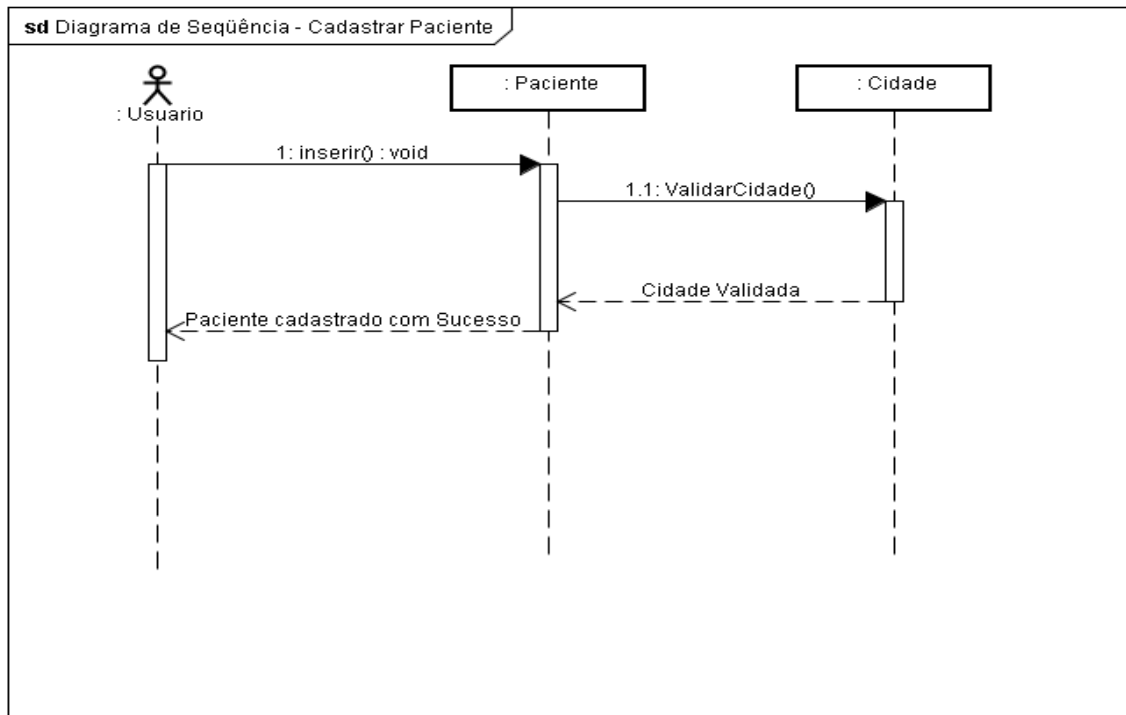 sd Diagrama de Seqüência - Cadastrar Paciente
: Usuario
: Paciente
: Cidade
1: inserir() : void
1.1: ValidarCidade()
Cidade Validada
Paciente cadastrado com Sucesso